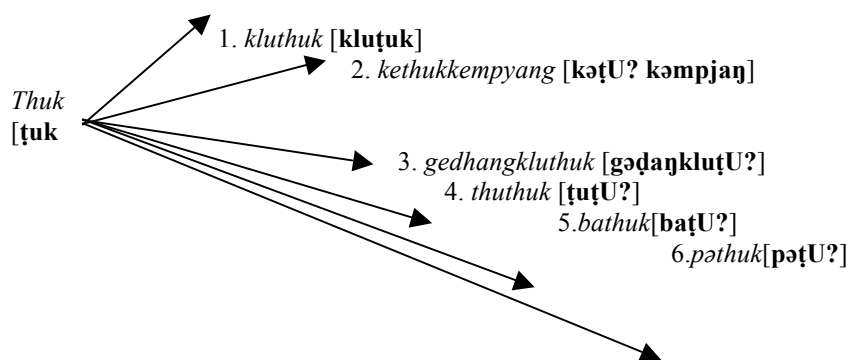 1. kluthuk [kluṭuk]
2. kethukkempyang [kəṭU? kəmpjaŋ]
Thuk
[ṭuk
3. gedhangkluthuk [gəḍaŋkluṭU?]
4. thuthuk [ṭuṭU?]
5.bathuk[baṭU?]
6.pəthuk[pəṭU?]